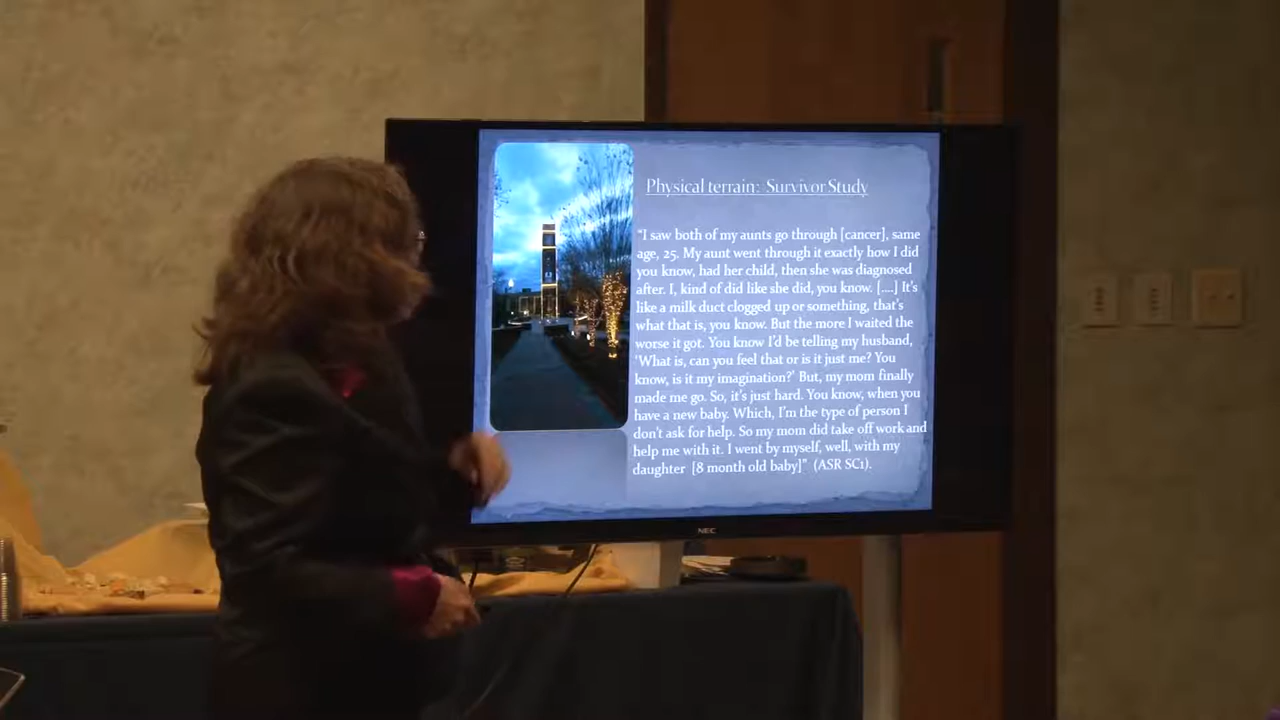 Physical terrain: Survivor Study
“I saw both of my aunts go through [cancer], same
age, 25. My aunt went through it exactly how I did
you know, had her child, then she was diagnosed
after. I, kind of did like she did, you know. [....] It's
like a milk duct clogged up or something, that's
what that is, you know. But the more I waited the
worse it got. You know I'd be telling my husband,
'What is, can you feel that or is it just me? You
know, is it my imagination?' But, my mom finally
made me go. So, it's just hard. You know, when you
have a new baby. Which, I'm the type of person I
don't ask for help. So my mom did take off work and
help me with it. I went by myself, well, with my
daughter [8 month old baby]” (ASR SC1).
NEC